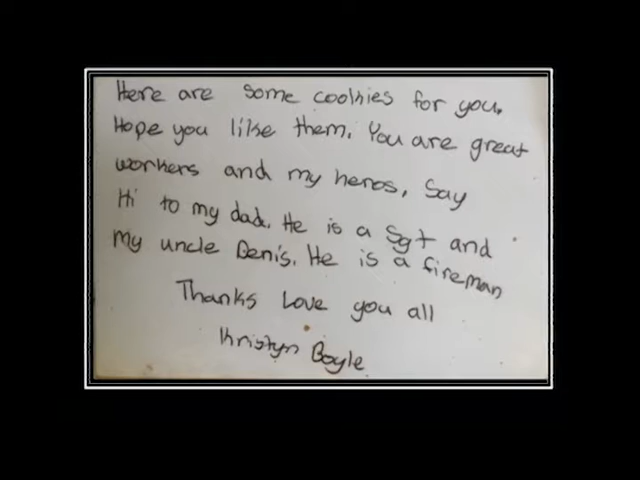 Here are some cookies for you.
Hope you like them. You are great
workers and my heros, Say
Hi to my dad. He is a Sgt and
my uncle Denis. He is a fireman
Thanks Love you all
Kristyn Boyle